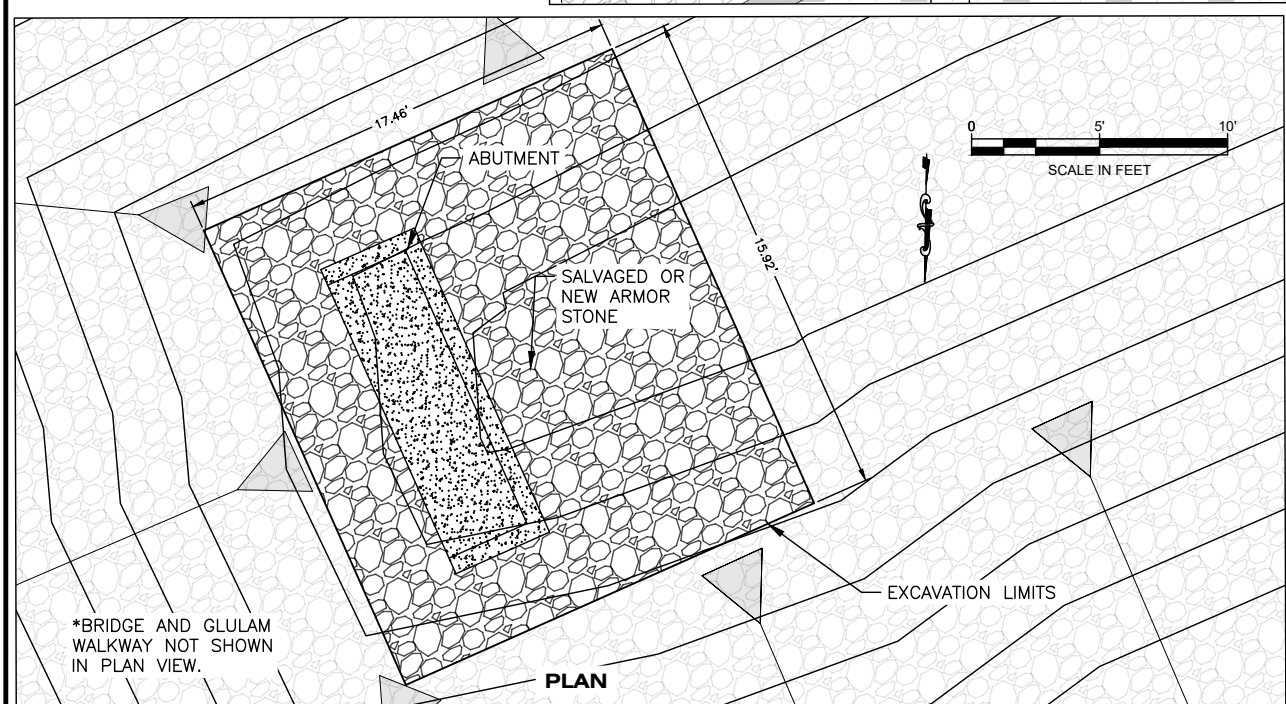 17.46'
ABUTMENT
0 5' 10'
SCALE IN FEET
15.92'
SALVAGED OR
NEW ARMOR
STONE
EXCAVATION LIMITS
*BRIDGE AND GLULAM
WALKWAY NOT SHOWN
IN PLAN VIEW.
PLAN